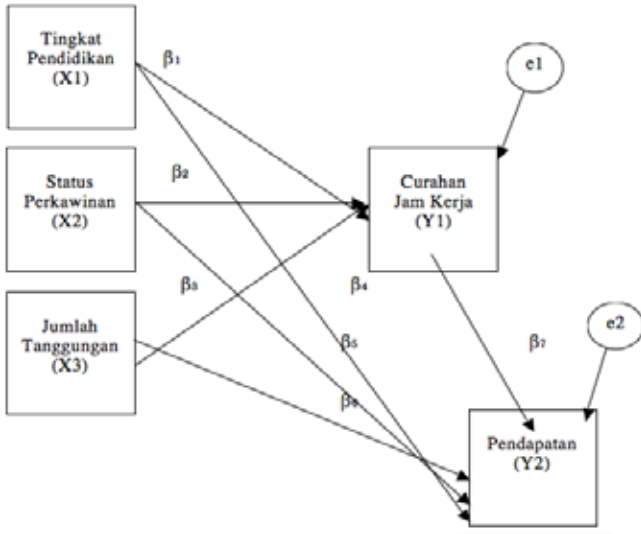 Tingkat
Pendidikan
(X1)
β1
e1
Status
Perkawinan
(X2)
β2
Curahan
Jam Kerja
(Y1)
β3
β4
Jumlah
Tanggungan
(X3)
β5
β7
e2
β6
Pendapatan
(Y2)